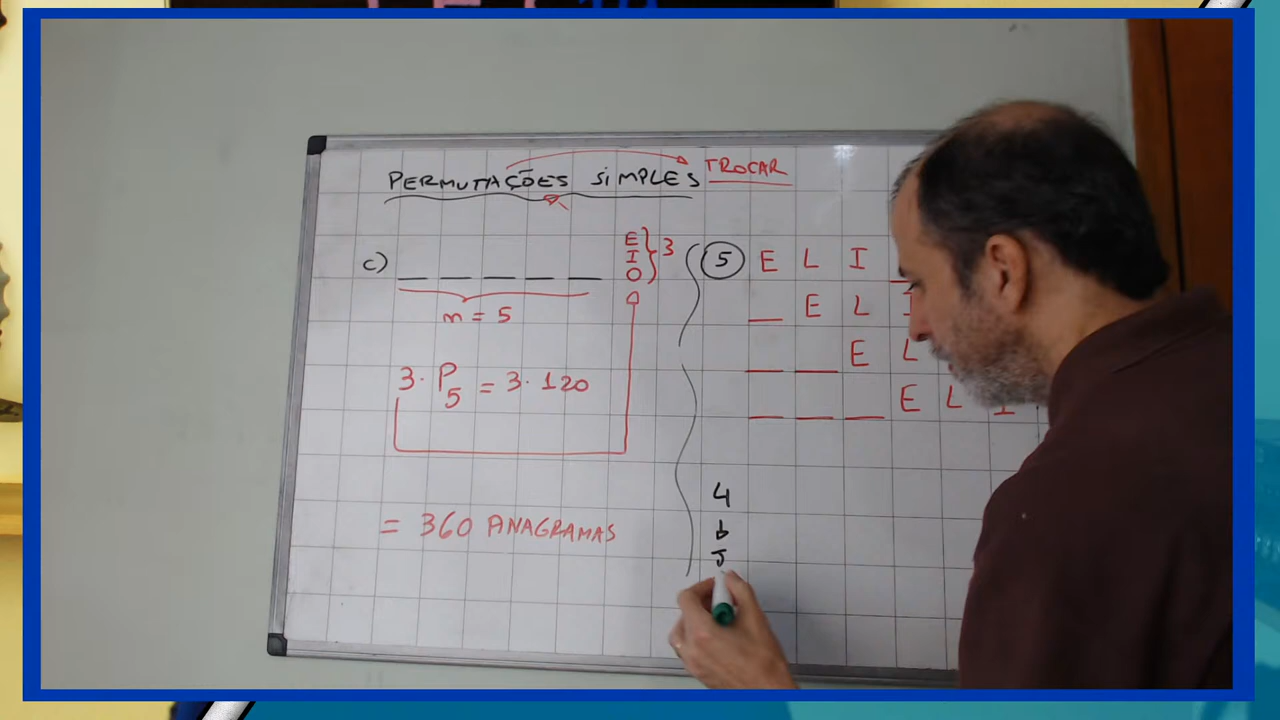 PERMUTAÇÕES SIMPLES TROCAR
c) _ _ _ _ _ E I O } 3
n = 5
3. P5 = 3. 120
= 360 ANAGRAMAS
5 E L I _
_ E L I
_ _ E L
_ _ _ E L I
4